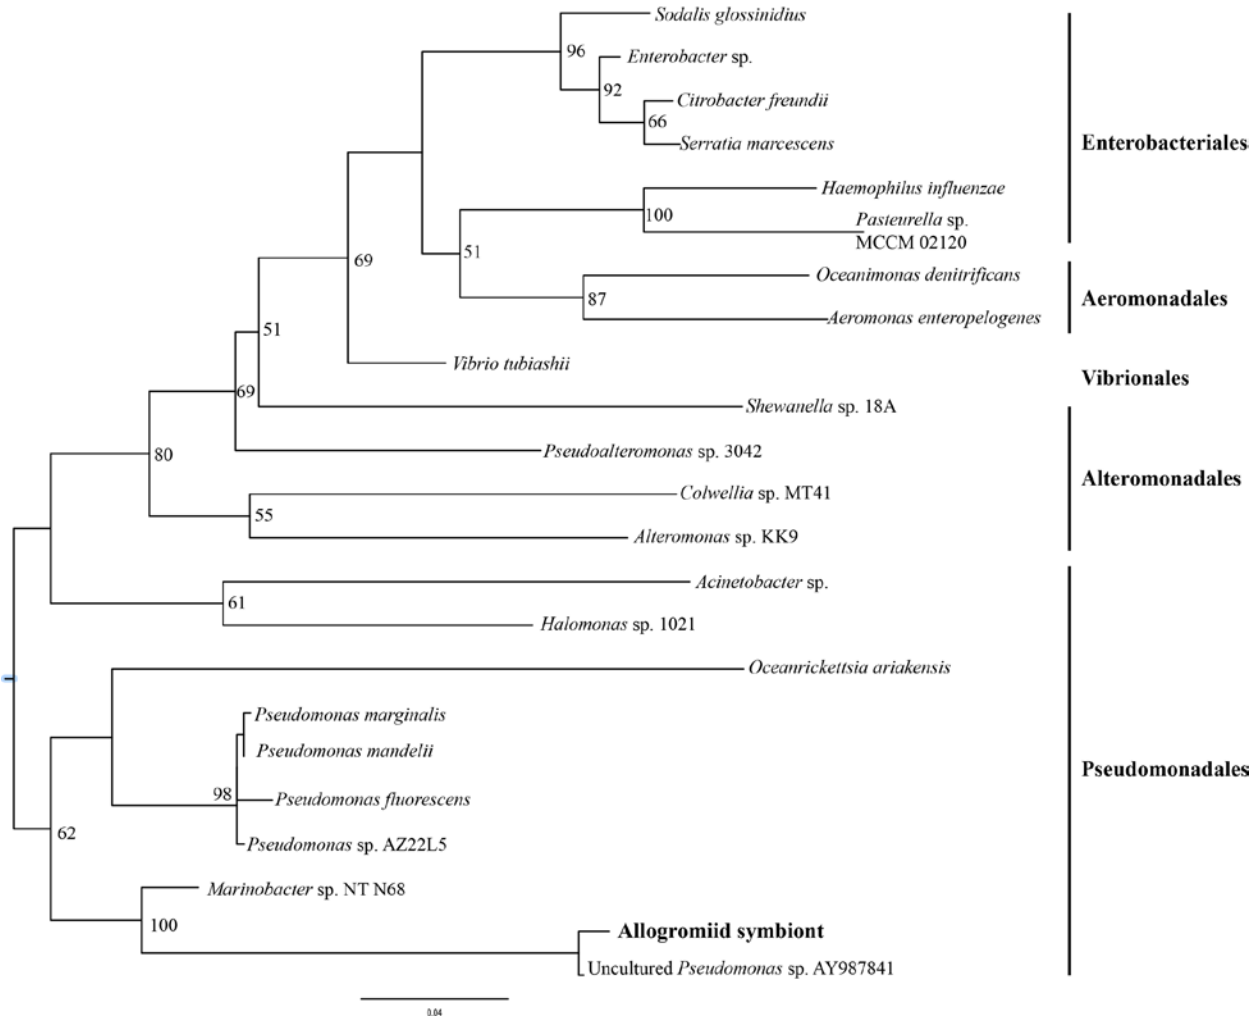 Sodalis glossinidius
96
Enterobacter sp.
92
Citrobacter freundii
66
Serratia marcescens
Enterobacteriales
Haemophilus influenzae
100
Pasteurella sp.
MCCM 02120
51
69
Oceanimonas denitrificans
87
Aeromonas enteropelogenes
Aeromonadales
51
Vibrio tubiashii
Vibrionales
69
Shewanella sp. 18A
Pseudoalteromonas sp. 3042
80
Alteromonadales
Colwellia sp. MT41
55
Alteromonas sp. KK9
Acinetobacter sp.
61
Halomonas sp. 1021
Oceanrickettsia ariakensis
Pseudomonas marginalis
Pseudomonas mandelii
Pseudomonadales
98
Pseudomonas fluorescens
62
Pseudomonas sp. AZ22L5
Marinobacter sp. NT N68
100
Allogromiid symbiont
Uncultured Pseudomonas sp. AY987841
0.04